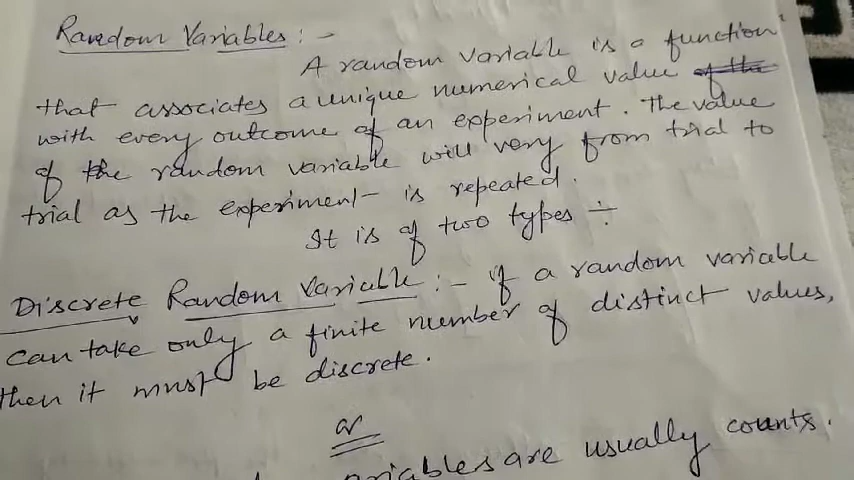 Random Variables :-
A random variable is a function
that associates a unique numerical value of the
with every outcome of an experiment. The value
of the random variable will vary from trial to
trial as the experiment is repeated.
It is of two types ÷
Discrete Random Variable :- if a random variable
can take only a finite number of distinct values,
then it must be discrete.
or
variables are usually counts.